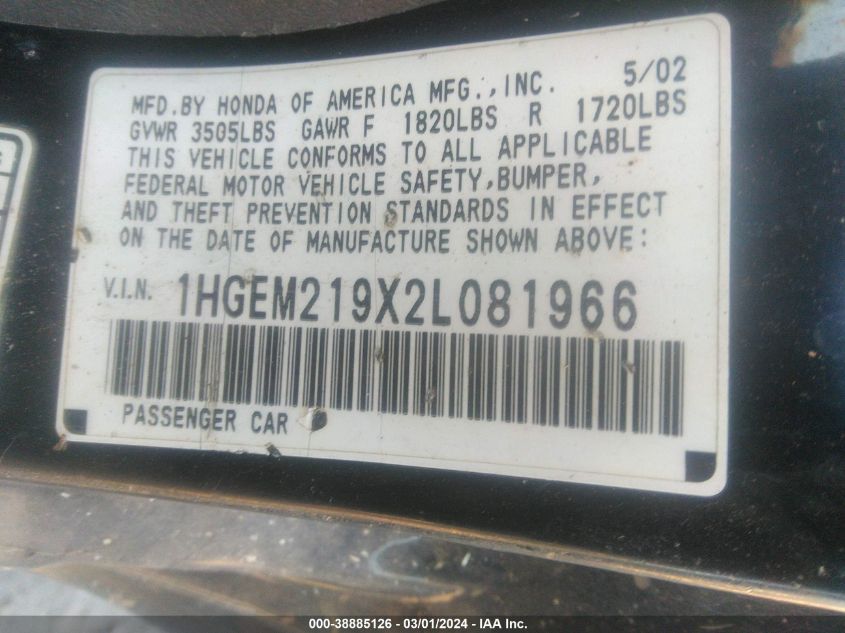 MFD.BY HONDA OF AMERICA MFG.,INC. 5/02
GVWR 3505LBS GAWR F 1820LBS R 1720LBS
THIS VEHICLE CONFORMS TO ALL APPLICABLE
FEDERAL MOTOR VEHICLE SAFETY,BUMPER,
AND THEFT PREVENTION STANDARDS IN EFFECT
ON THE DATE OF MANUFACTURE SHOWN ABOVE:
V.I.N. 1HGEM219X2L081966
PASSENGER CAR
000-38885126 - 03/01/2024 - IAA Inc.